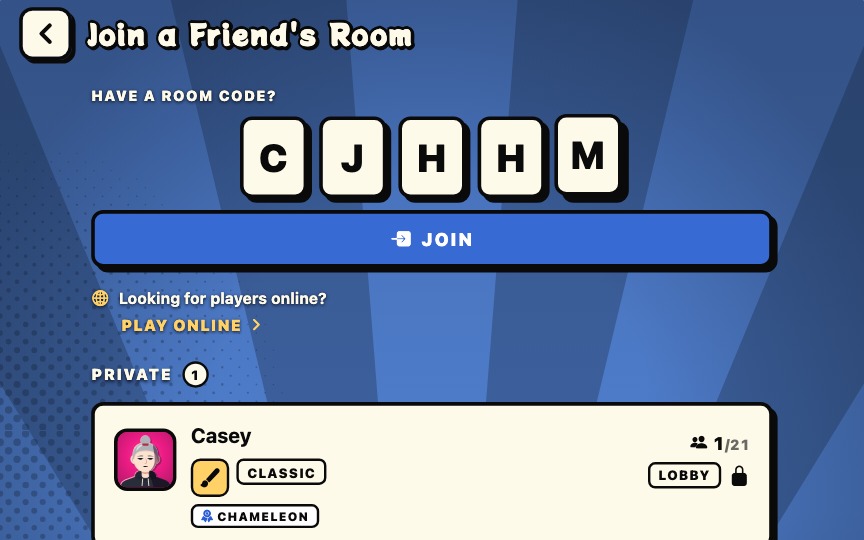 Join a Friend's Room
HAVE A ROOM CODE?
C J H H M
JOIN
Looking for players online?
PLAY ONLINE
PRIVATE 1
Casey
1/21
CLASSIC
LOBBY
CHAMELEON